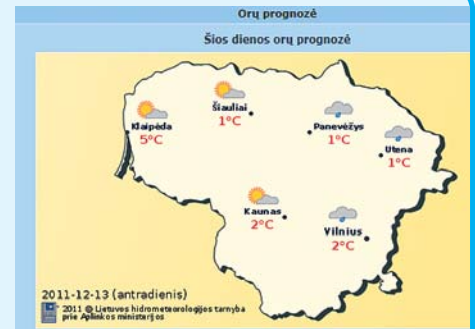 Orų prognozė
Šios dienos orų prognozė
Šiauliai
1°C
Klaipėda
5°C
Panevėžys
1°C
Utena
1°C
Kaunas
2°C
Vilnius
2°C
2011-12-13 (antradienis)
2011 @ Lietuvos hidrometeorologijos tarnyba
prie Aplinkos ministerijos